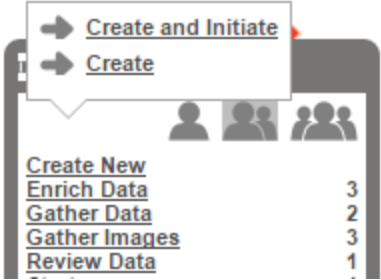 Create and Initiate
Create
Create New
Enrich Data 3
Gather Data 2
Gather Images 3
Review Data 1